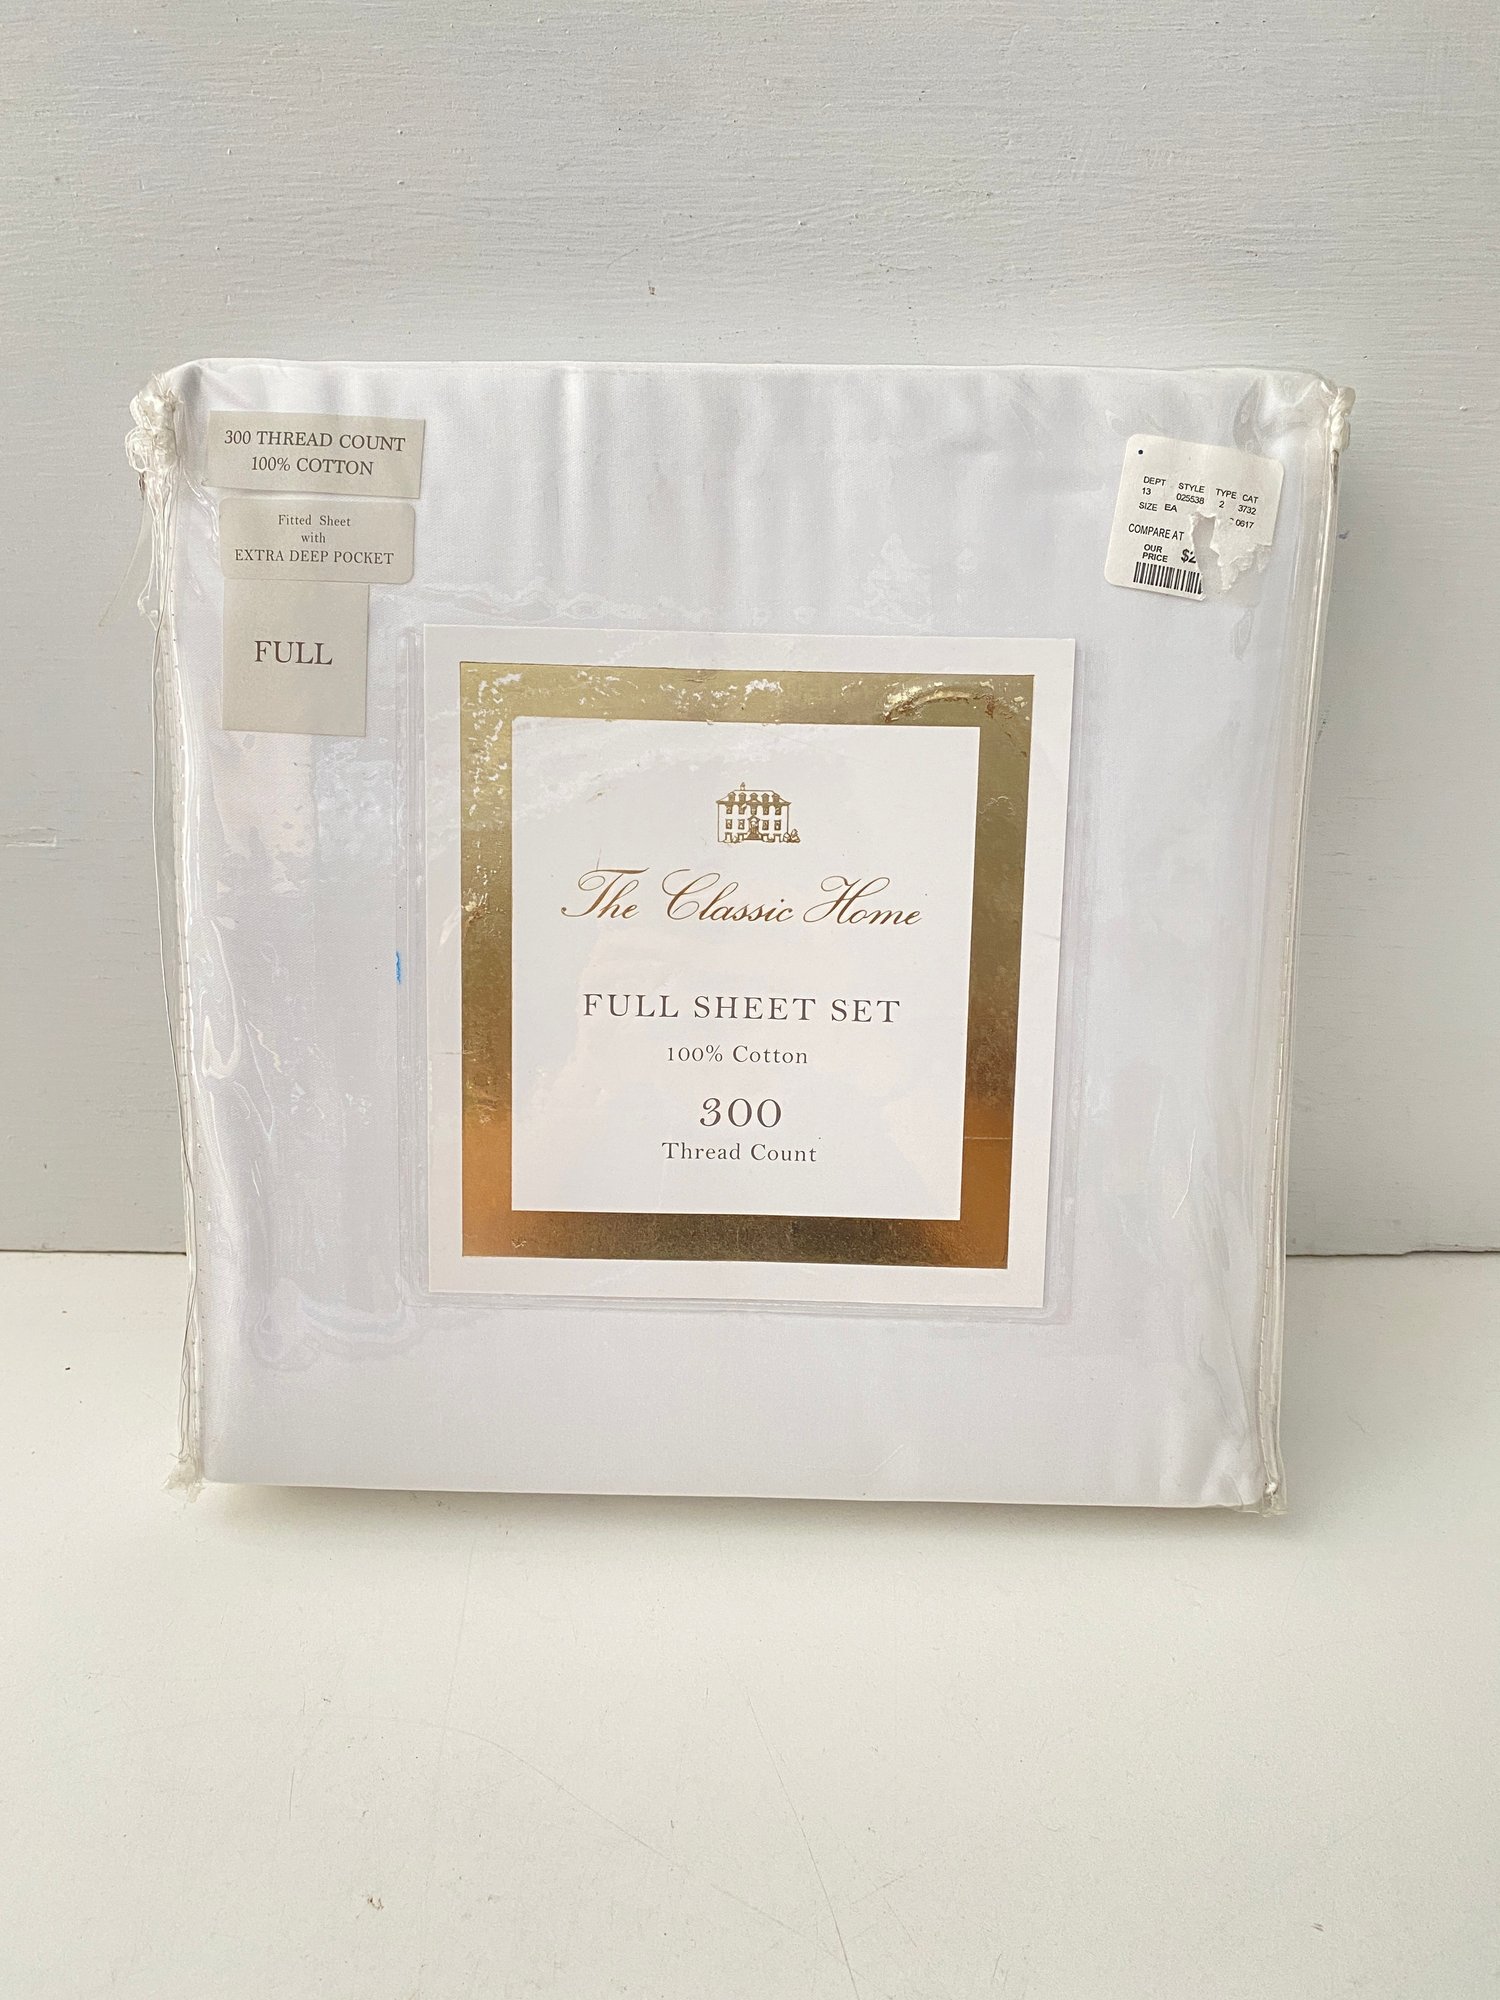 300 THREAD COUNT
100% COTTON
Fitted Sheet
with
EXTRA DEEP POCKET
FULL
DEPT STYLE TYPE CAT
13 025538 2 3732
SIZE EA 0617
COMPARE AT
OUR
PRICE
The Classic Home
FULL SHEET SET
100% Cotton
300
Thread Count